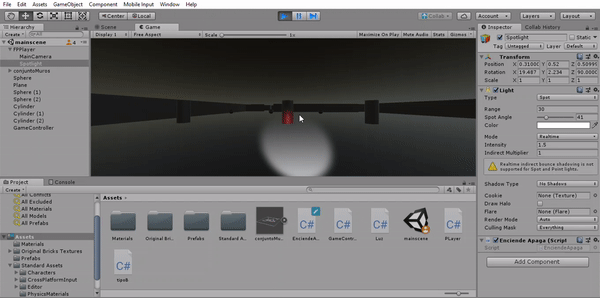 File Edit Assets GameObject Component Mobile Input Window Help
Center Local Collab Account Layers Layout
Hierarchy Scene Game Inspector Collab History
Create Display 1 Free Aspect Scale 1x Maximize On Play Mute Audio Stats Gizmos Spotlight Static
mainscene Tag Untagged Layer Default
FPPlayer
MainCamera
Spotlight
conjuntoMuros
Sphere
Plane
Sphere (1)
Sphere (2)
Cylinder
Cylinder (1)
Cylinder (2)
GameController
Transform
Position X Y 0.52 Z
Rotation X 19.487 Y 2.234 Z 90.0000
Scale X 1 Y 1 Z 1
Light
Type Spot
Range 30
Spot Angle 41
Color
Mode Realtime
Intensity 1.5
Indirect Multiplier 1
Realtime indirect bounce shadowing is not
supported for Spot and Point lights.
Shadow Type No Shadows
Cookie None (Texture)
Draw Halo
Flare None (Flare)
Render Mode Auto
Culling Mask Everything
Enciende Apaga (Script
Script EnciendeApaga
Add Component
Project Console
Create
All Conflicts
All Excluded
All Materials
All Models
All Prefabs
Assets
Materials
Original Bricks Textures
Prefabs
Standard Assets
Characters
CrossPlatformInput
Editor
PhysicsMaterials
Assets
Materials Original Bric... Prefabs Standard A... conjuntoMu... EnciendeA... GameContr... Luz mainscene PLayer